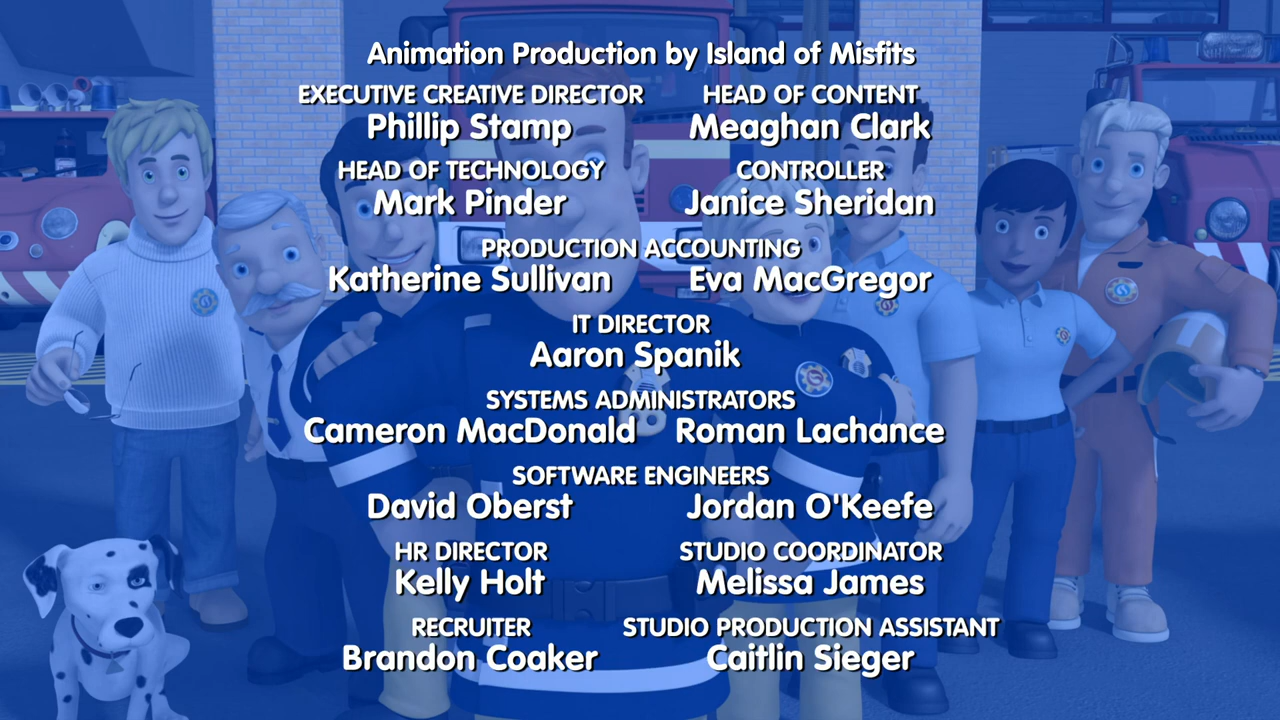 Animation Production by Island of Misfits
EXECUTIVE CREATIVE DIRECTOR HEAD OF CONTENT
Phillip Stamp Meaghan Clark
HEAD OF TECHNOLOGY CONTROLLER
Mark Pinder Janice Sheridan
PRODUCTION ACCOUNTING
Katherine Sullivan Eva MacGregor
IT DIRECTOR
Aaron Spanik
SYSTEMS ADMINISTRATORS
Cameron MacDonald Roman Lachance
SOFTWARE ENGINEERS
David Oberst Jordan O'Keefe
HR DIRECTOR STUDIO COORDINATOR
Kelly Holt Melissa James
RECRUITER STUDIO PRODUCTION ASSISTANT
Brandon Coaker Caitlin Sieger